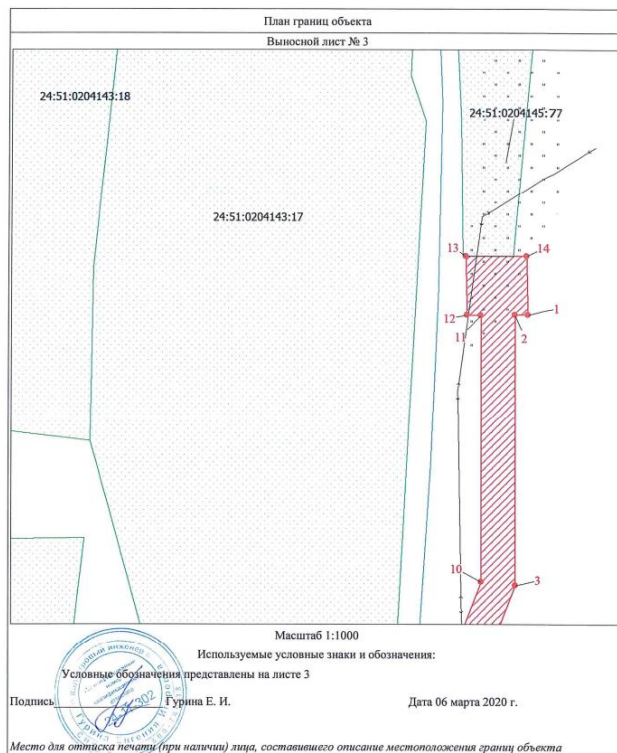 План границ объекта
Выносной лист № 3
24:51:0204143:18
24:51:0204145:77
24:51:0204143:17
13
14
12
11
2
1
10
3
Масштаб 1:1000
Используемые условные знаки и обозначения:
Условные обозначения представлены на листе 3
Подпись Гурина Е. И. Дата 06 марта 2020 г.
Место для оттиска печати (при наличии) лица, составившего описание местоположения границ объекта